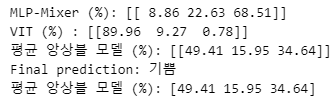 MLP-Mixer (%): [[ 8.86 22.63 68.51]]
VIT (%) : [[89.96  9.27  0.78]]
평균 앙상블 모델 (%): [[49.41 15.95 34.64]]
Final prediction: 기쁨
평균 앙상블 모델 (%): [49.41 15.95 34.64]